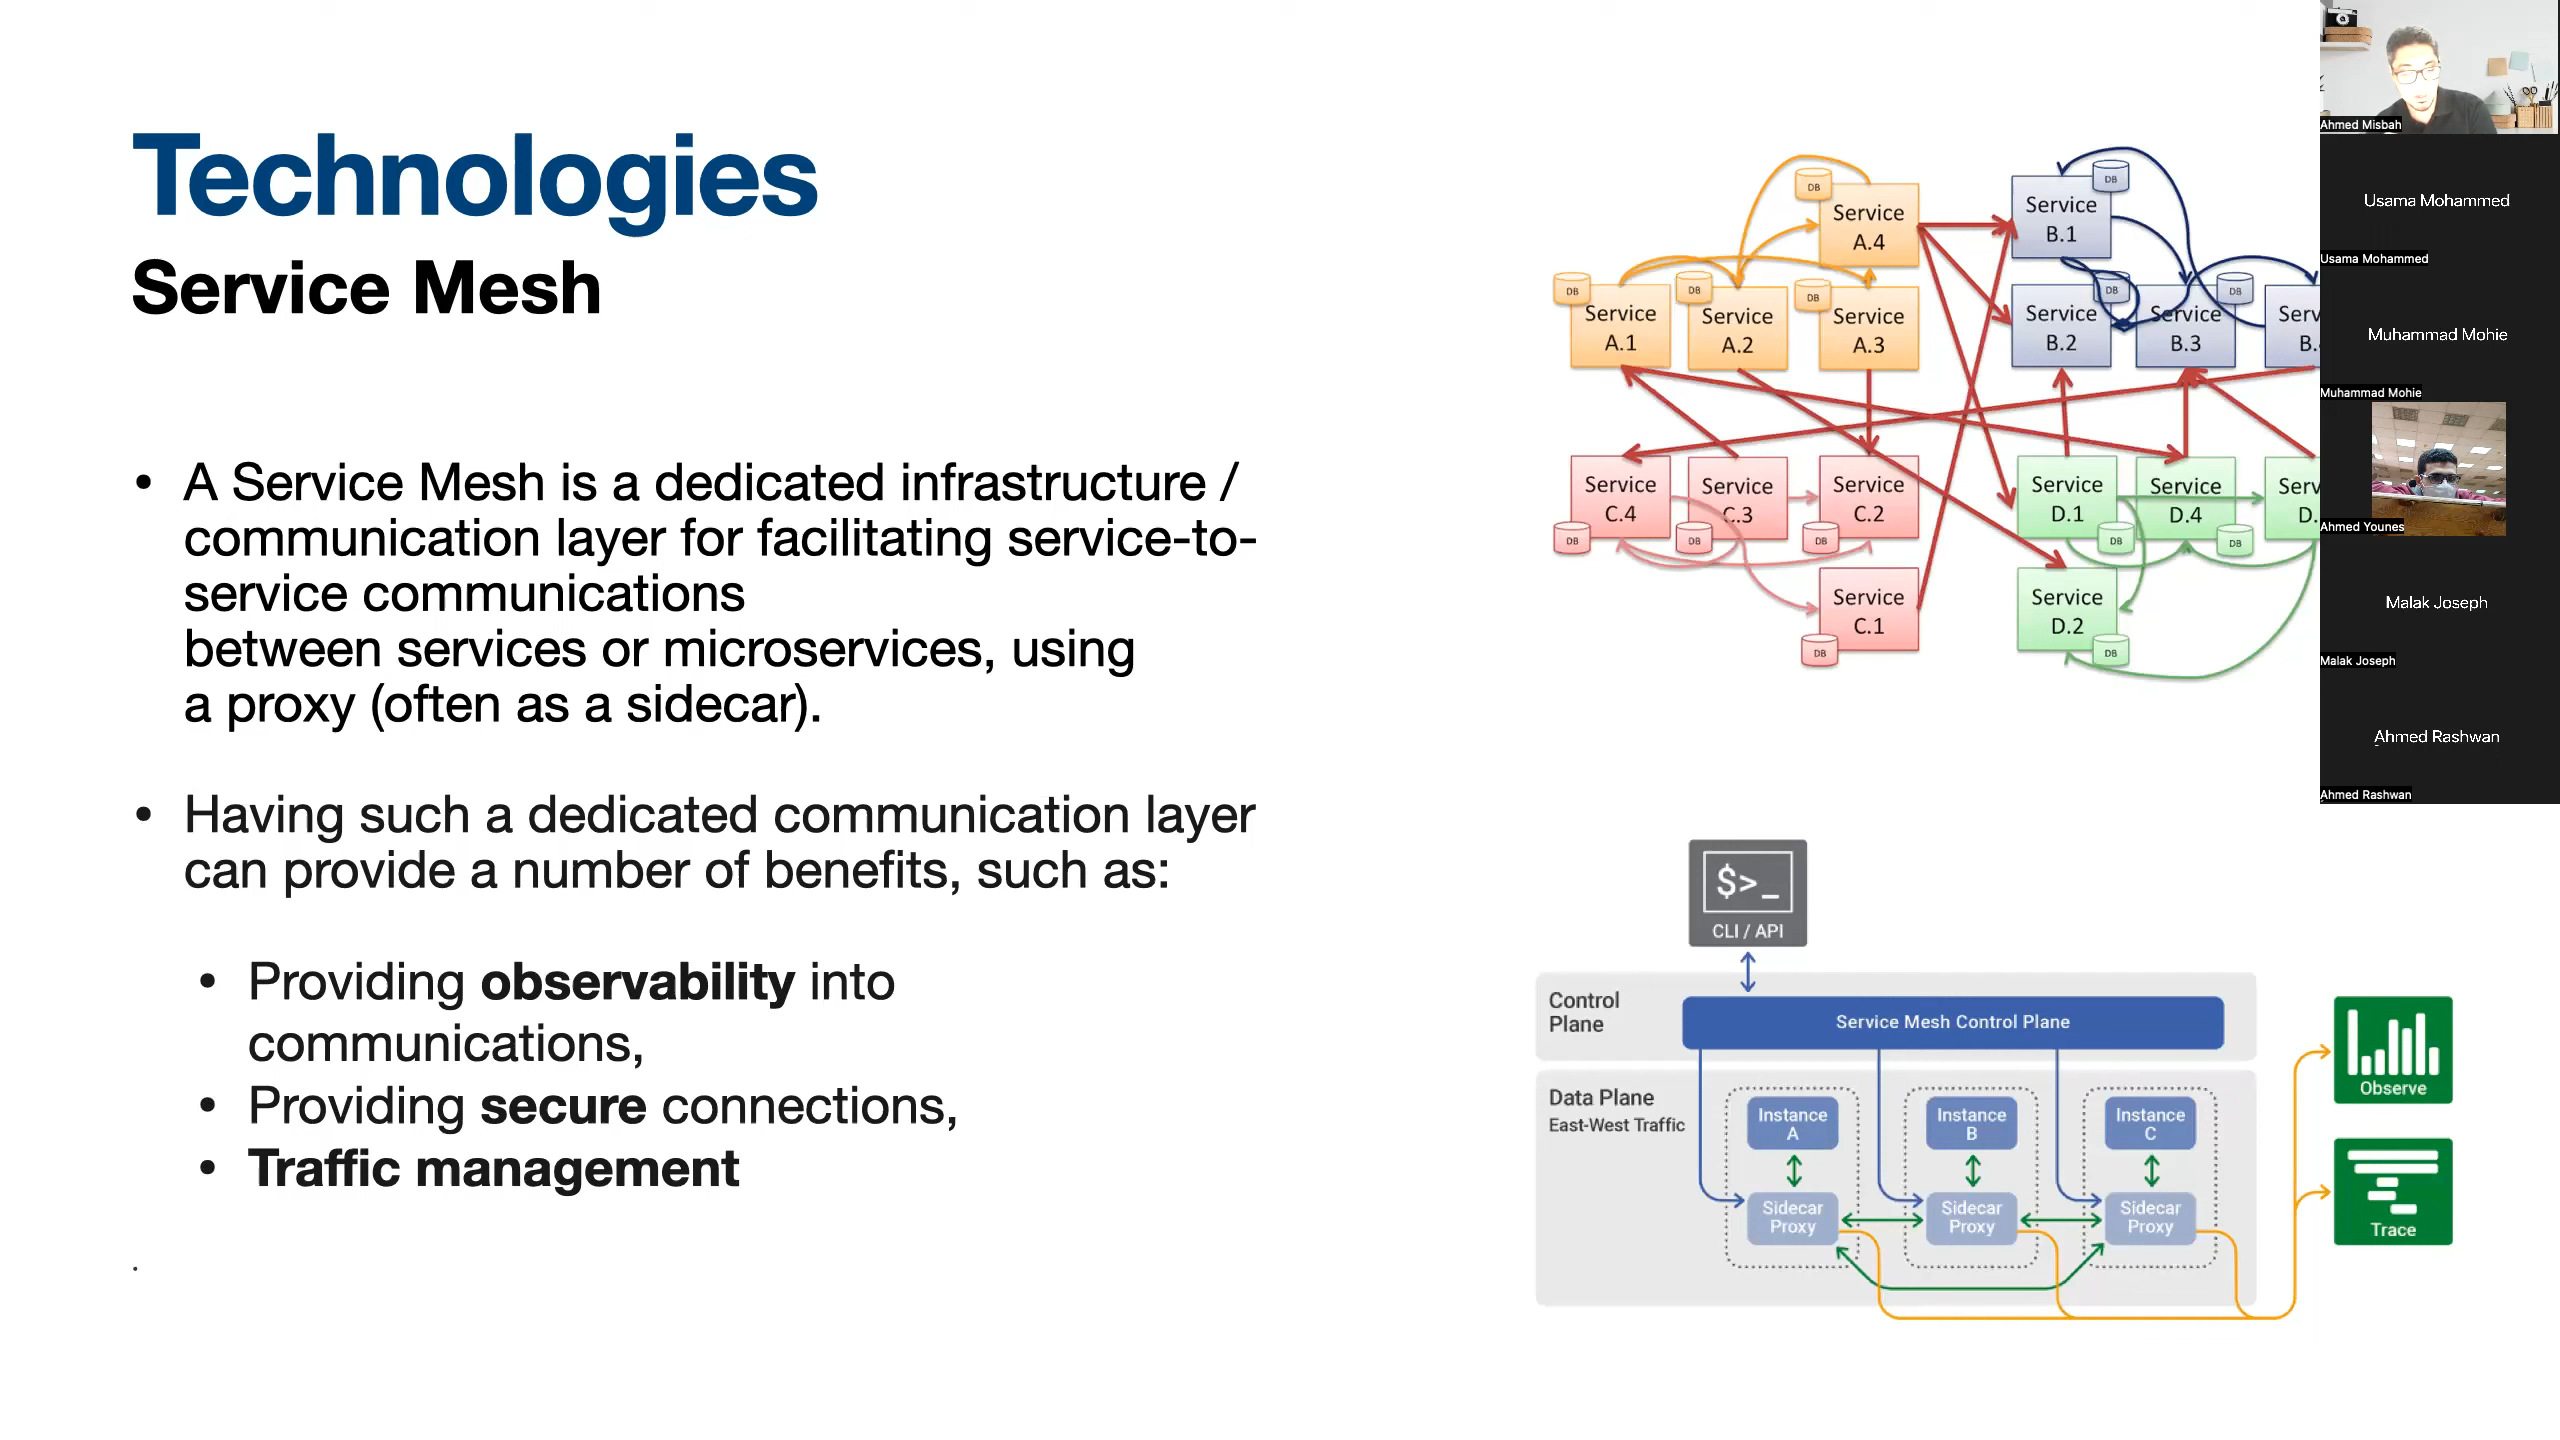 Technologies
Service Mesh
• A Service Mesh is a dedicated infrastructure /
communication layer for facilitating service-to-
service communications
between services or microservices, using
a proxy (often as a sidecar).
• Having such a dedicated communication layer
can provide a number of benefits, such as:
• Providing observability into
communications,
• Providing secure connections,
• Traffic management
.
DB
Service
A.4
DB
Service
A.1
DB
Service
A.2
DB
Service
A.3
DB
Service
B.1
DB
Service
B.2
DB
Service
B.3
Serv
B.
Service
C.4
DB
Service
C.3
DB
Service
C.2
DB
Service
C.1
DB
Service
D.1
DB
Service
D.4
DB
Serv
D.
Service
D.2
DB
$>_
CLI / API
Control
Plane
Service Mesh Control Plane
Data Plane
East-West Traffic
Instance
A
Instance
B
Instance
C
Sidecar
Proxy
Sidecar
Proxy
Sidecar
Proxy
Observe
Trace
Ahmed Misbah
Usama Mohammed
Usama Mohammed
Muhammad Mohie
Muhammad Mohie
Ahmed Younes
Malak Joseph
Malak Joseph
Ahmed Rashwan
Ahmed Rashwan